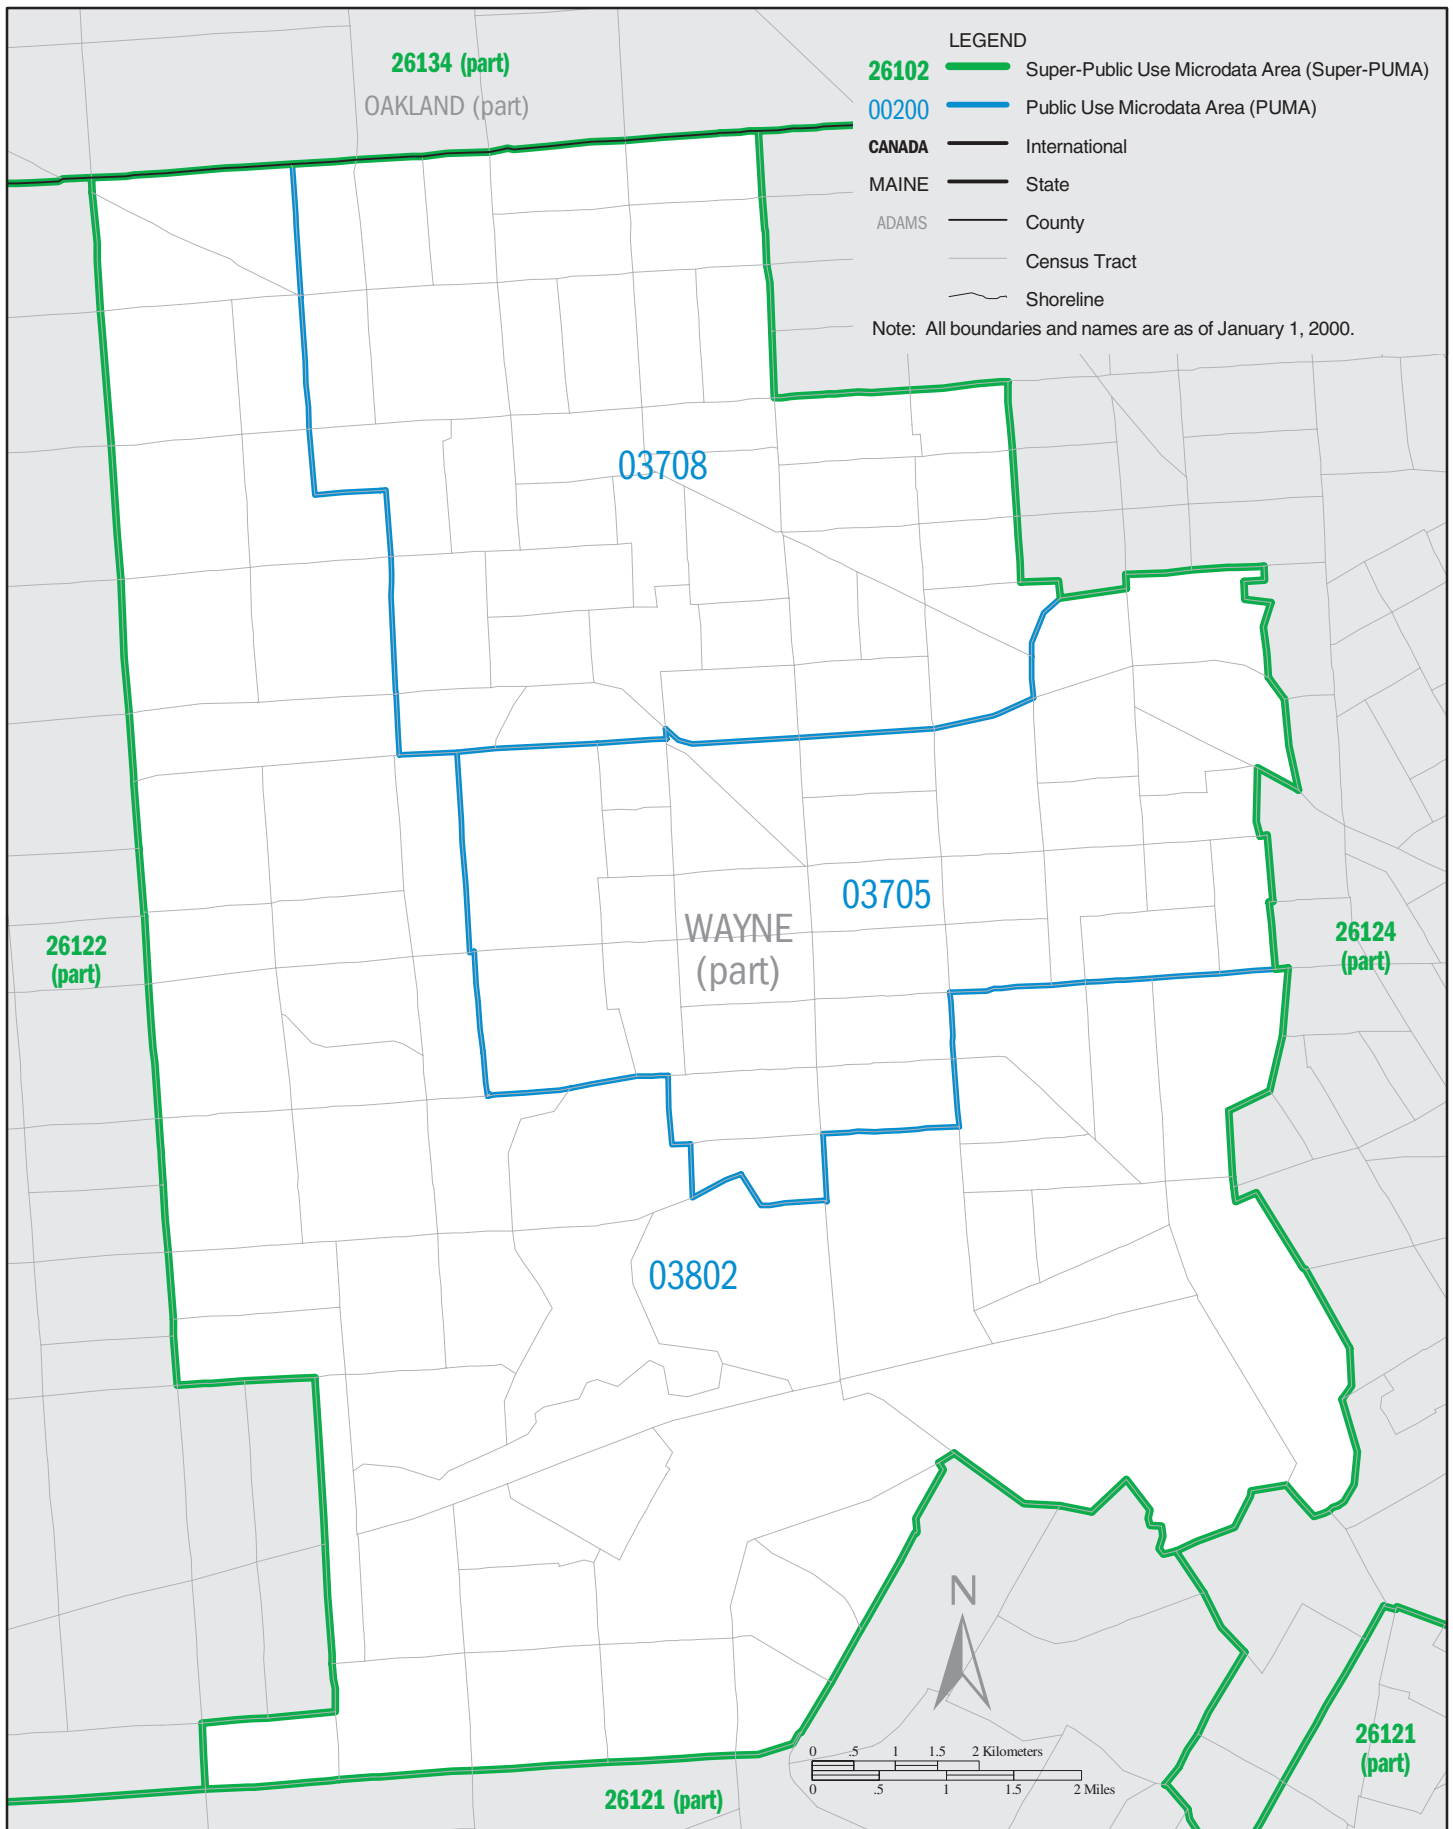 26134 (part)
OAKLAND (part)
LEGEND
26102 Super-Public Use Microdata Area (Super-PUMA)
00200 Public Use Microdata Area (PUMA)
CANADA International
MAINE State
ADAMS County
Census Tract
Shoreline
Note: All boundaries and names are as of January 1, 2000.
03708
03705
WAYNE
(part)
26122
(part)
26124
(part)
03802
N
26121
(part)
0 .5 1 1.5 2 Kilometers
0 .5 1 1.5 2 Miles
26121 (part)